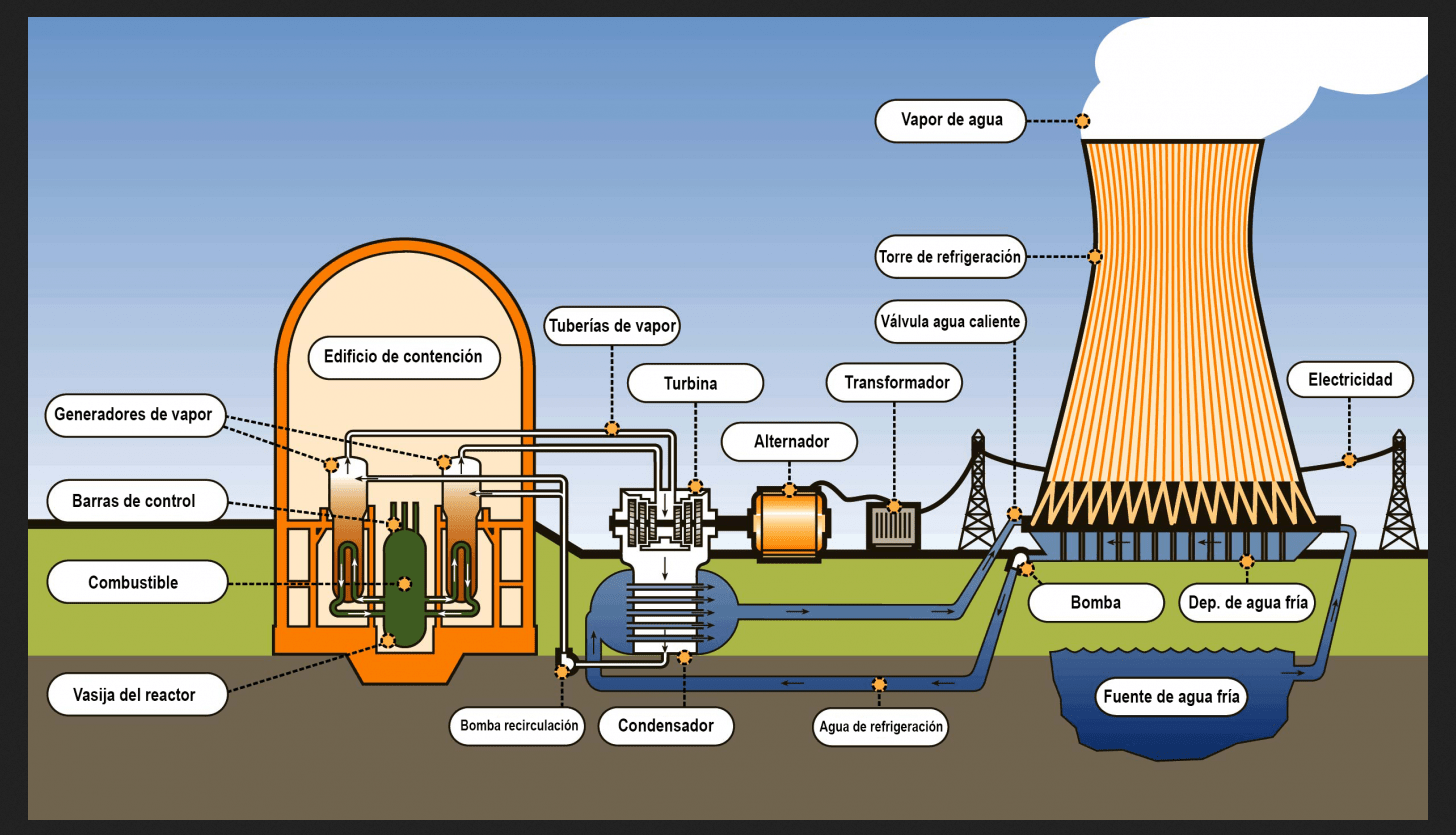 Vapor de agua
Torre de refrigeración
Válvula agua caliente
Tuberías de vapor
Edificio de contención
Turbina
Transformador
Electricidad
Generadores de vapor
Alternador
Barras de control
Combustible
Bomba
Dep. de agua fría
Vasija del reactor
Fuente de agua fría
Bomba recirculación
Condensador
Agua de refrigeración